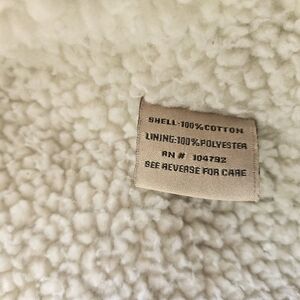 SHELL:100% COTTON
LINING:100% POLYESTER
RN # 104792
SEE REVERSE FOR CARE